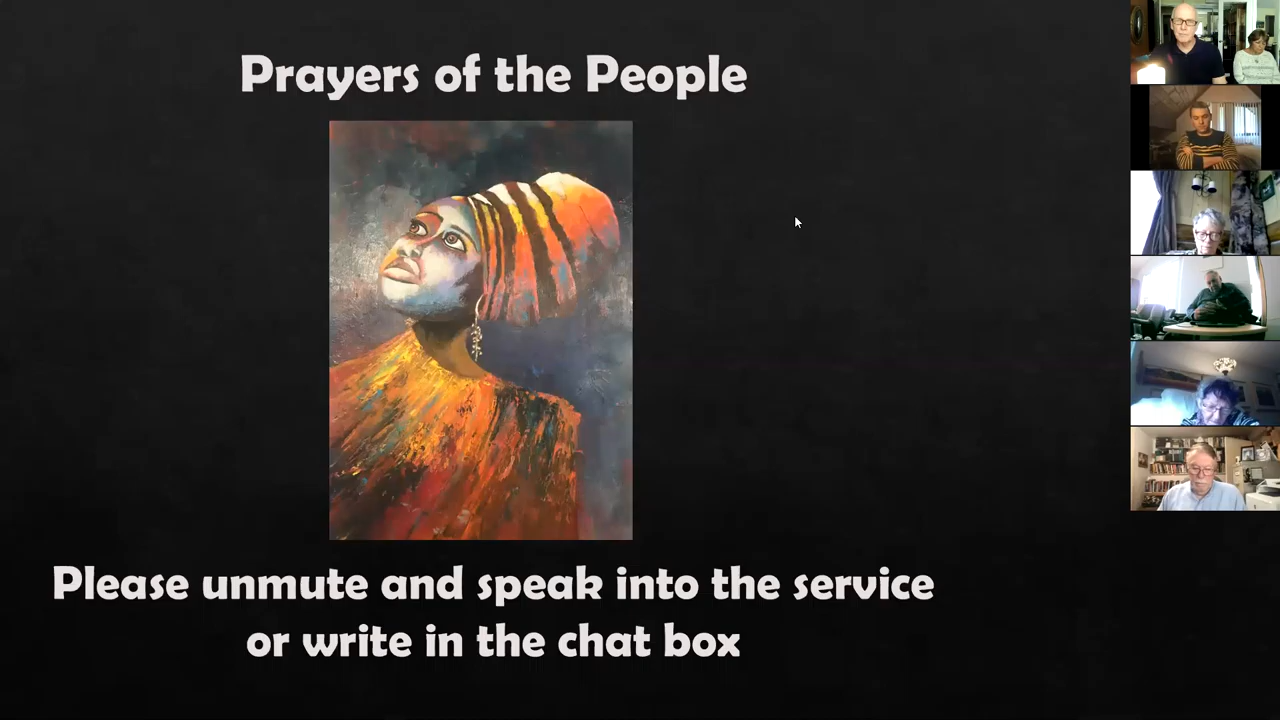 Prayers of the People
Please unmute and speak into the service
or write in the chat box